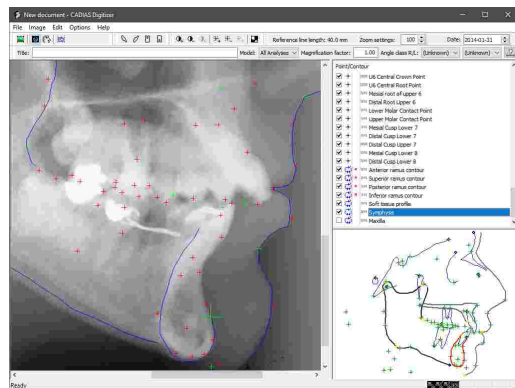 New document - CADIAS Digitizer
File Image Edit Options Help
Reference line length: 40.0 mm Zoom settings: 100 Date: 2014-01-31
Title: Model: All Analyses Magnification factor: 1.00 Angle class R/L: (Unknown) (Unknown)
Point/Contour
U6 Central Crown Point
U6 Central Root Point
Mesial root of upper 6
Distal Root Upper 6
Lower Molar Contact Point
Upper Molar Contact Point
Mesial Cusp Lower 7
Distal Cusp Lower 7
Distal Cusp Lower 7
Mesial Cusp Lower 8
Distal Cusp Lower 8
Anterior ramus contour
Superior ramus contour
Posterior ramus contour
Inferior ramus contour
Soft tissue profile
Symphysis
Maxilla
Ready